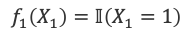 f₁(X₁) = 𝕀(X₁ = 1)